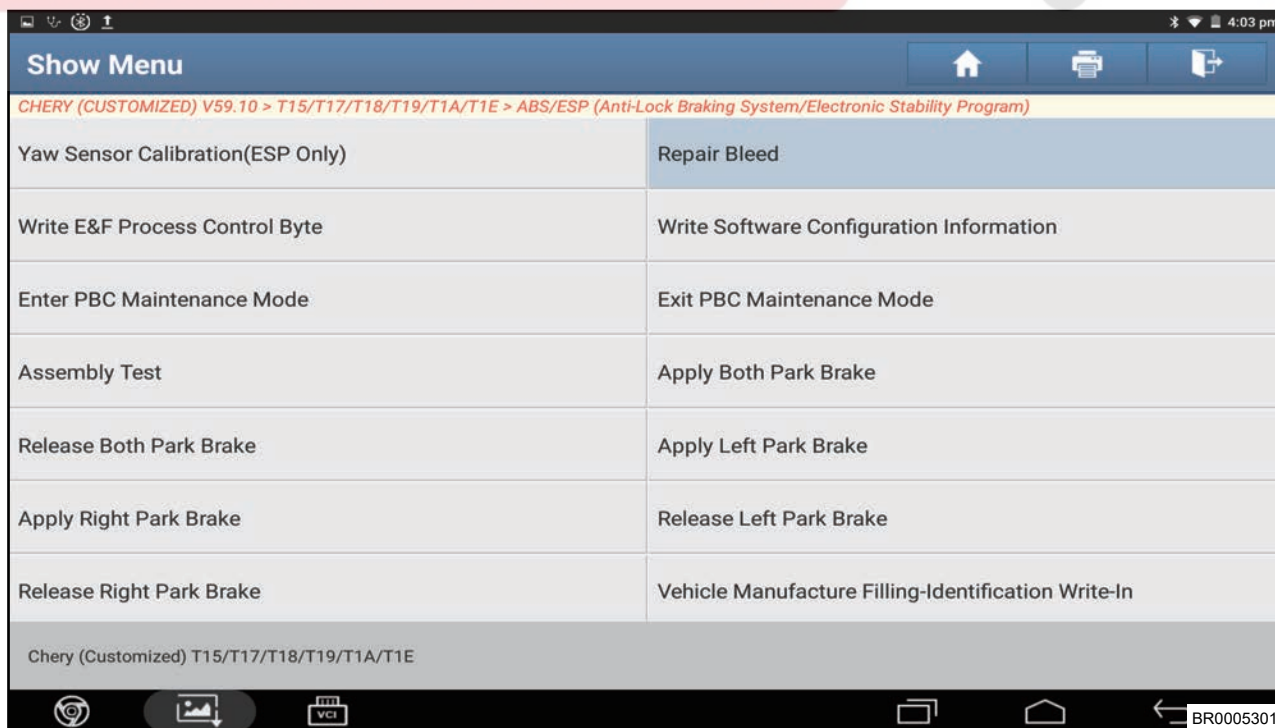 4:03 pm
Show Menu
CHERY (CUSTOMIZED) V59.10 > T15/T17/T18/T19/T1A/T1E > ABS/ESP (Anti-Lock Braking System/Electronic Stability Program)
Yaw Sensor Calibration(ESP Only)
Repair Bleed
Write E&F Process Control Byte
Write Software Configuration Information
Enter PBC Maintenance Mode
Exit PBC Maintenance Mode
Assembly Test
Apply Both Park Brake
Release Both Park Brake
Apply Left Park Brake
Apply Right Park Brake
Release Left Park Brake
Release Right Park Brake
Vehicle Manufacture Filling-Identification Write-In
Chery (Customized) T15/T17/T18/T19/T1A/T1E
VCI
BR0005301